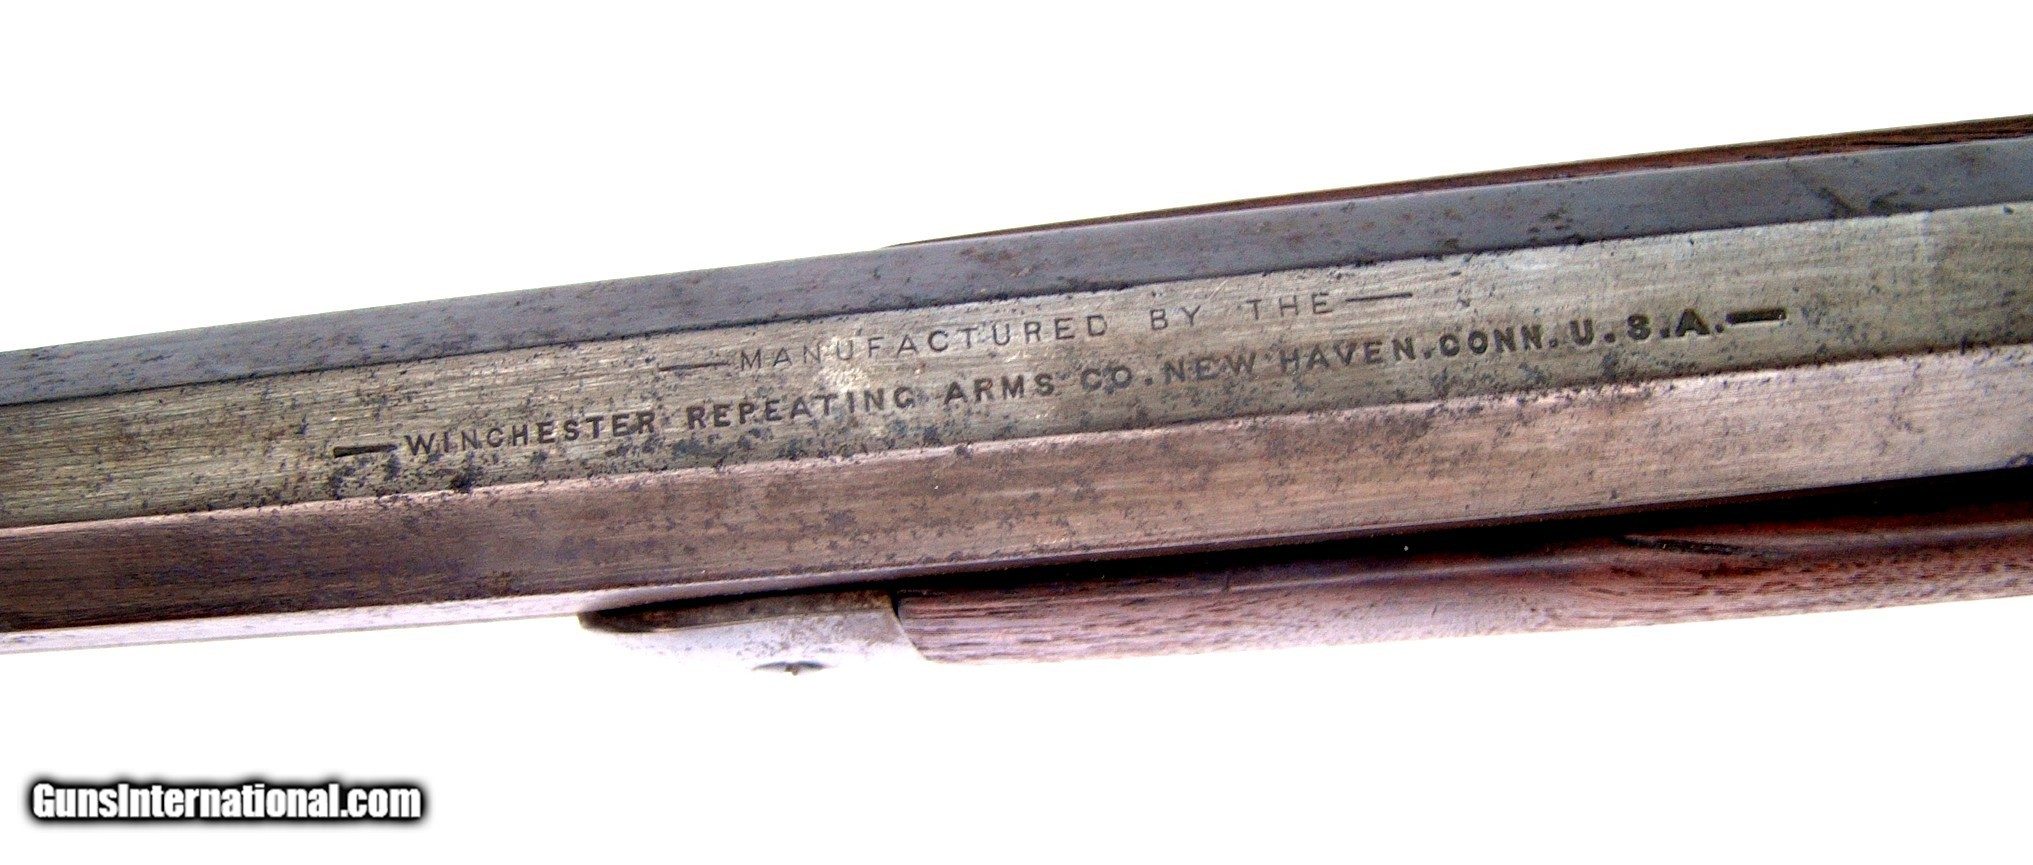 —MANUFACTURED BY THE—
—WINCHESTER REPEATING ARMS CO. NEW HAVEN. CONN. U.S.A.—
GunsInternational.com